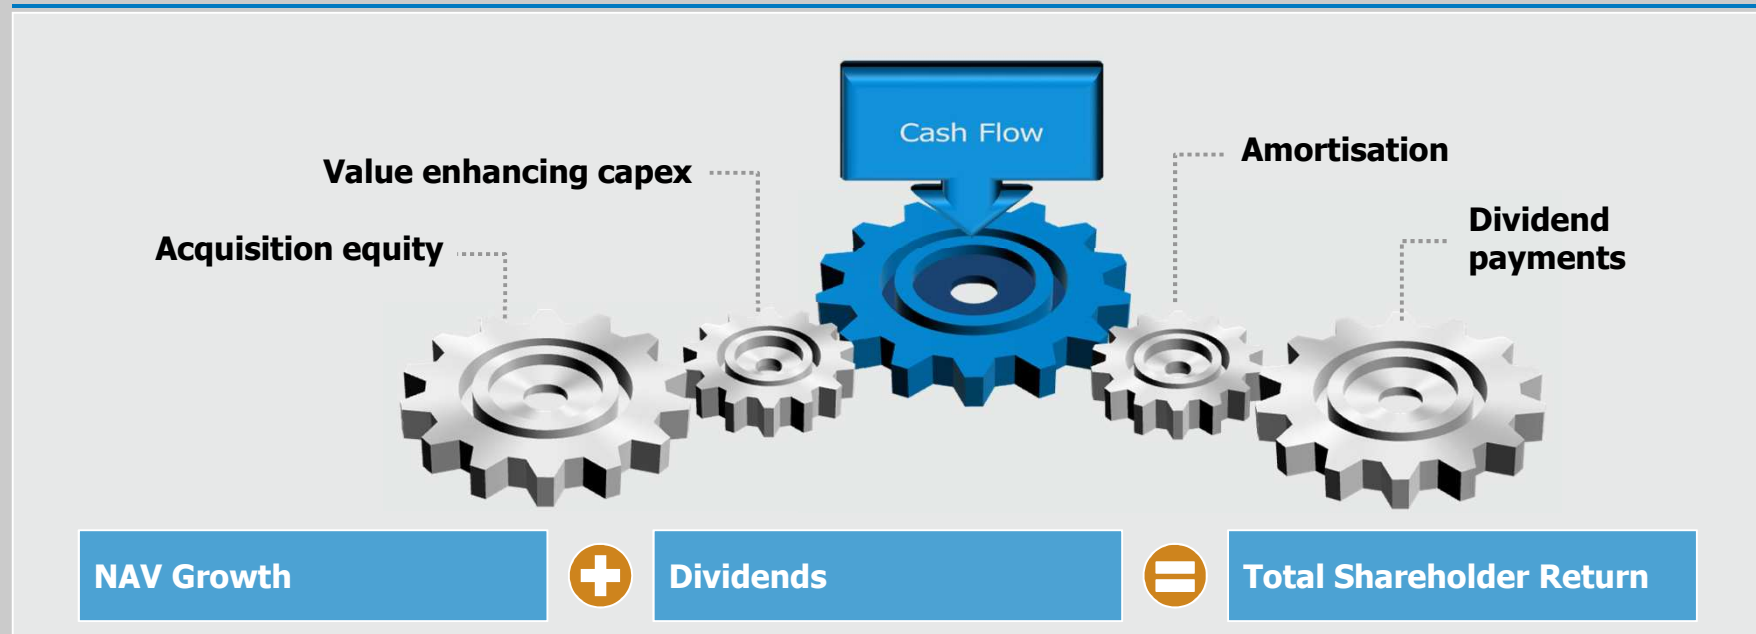 Cash Flow
Value enhancing capex
Amortisation
Acquisition equity
Dividend
payments
NAV Growth
Dividends
Total Shareholder Return